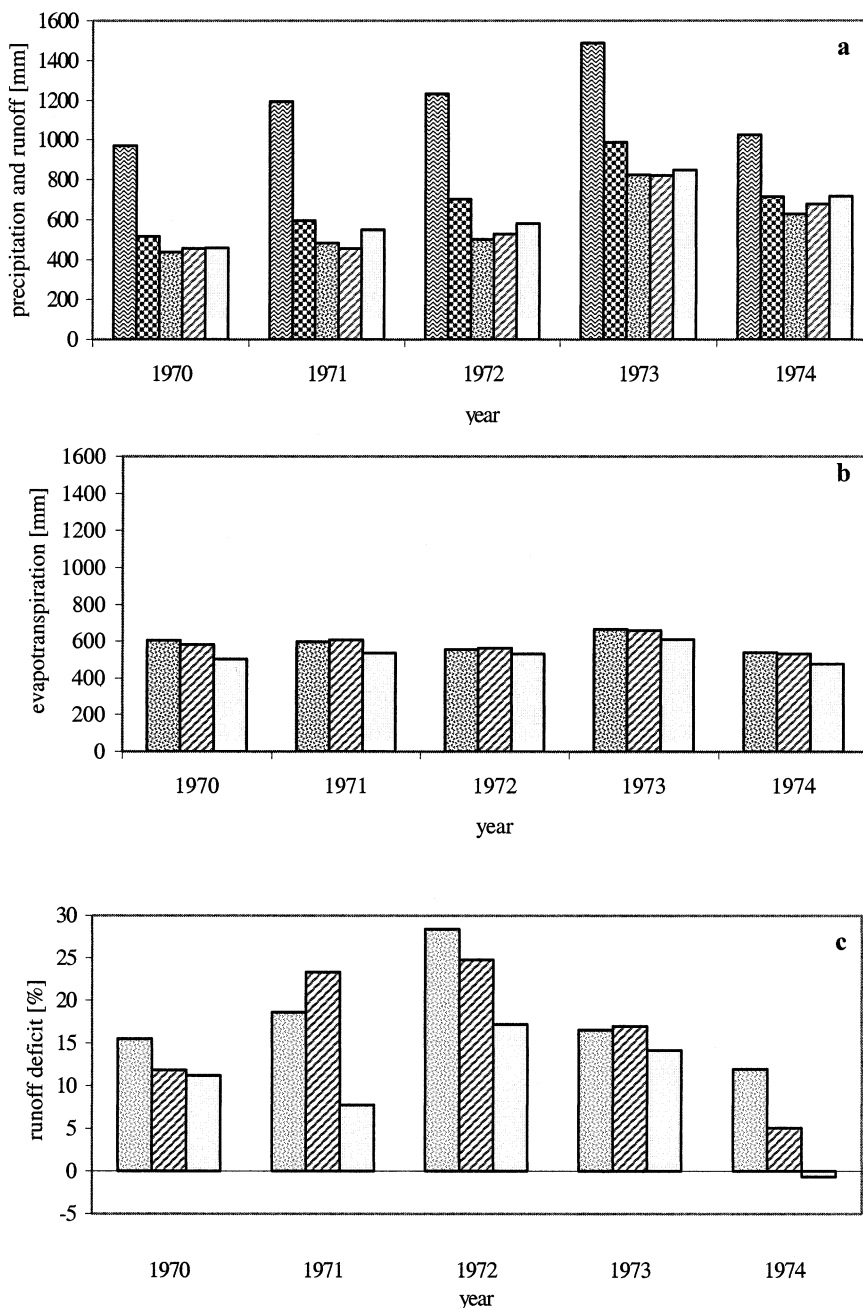 a
precipitation and runoff [mm]
1600
1400
1200
1000
800
600
400
200
0
1970 1971 1972 1973 1974
year
b
evapotranspiration [mm]
1600
1400
1200
1000
800
600
400
200
0
1970 1971 1972 1973 1974
year
c
runoff deficit [%]
30
25
20
15
10
5
0
-5
1970 1971 1972 1973 1974
year